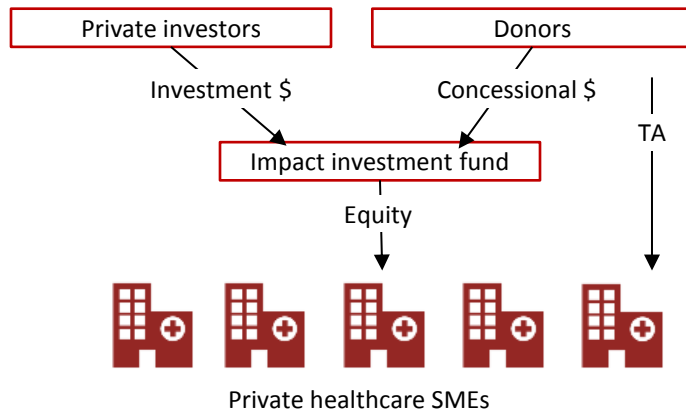 Private investors
Donors
Investment $
Concessional $
TA
Impact investment fund
Equity
Private healthcare SMEs